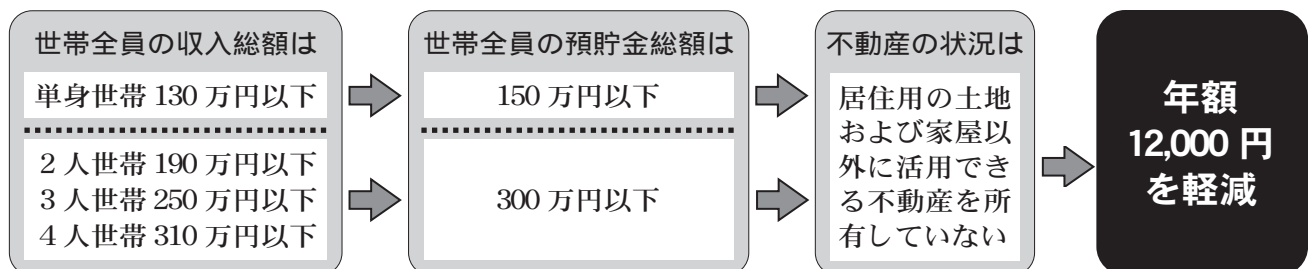 世帯全員の収入総額は
単身世帯 130 万円以下
2 人世帯 190 万円以下
3 人世帯 250 万円以下
4 人世帯 310 万円以下
世帯全員の預貯金総額は
150 万円以下
300 万円以下
不動産の状況は
居住用の土地
および家屋以
外に活用でき
る不動産を所
有していない
年額
12,000 円
を軽減